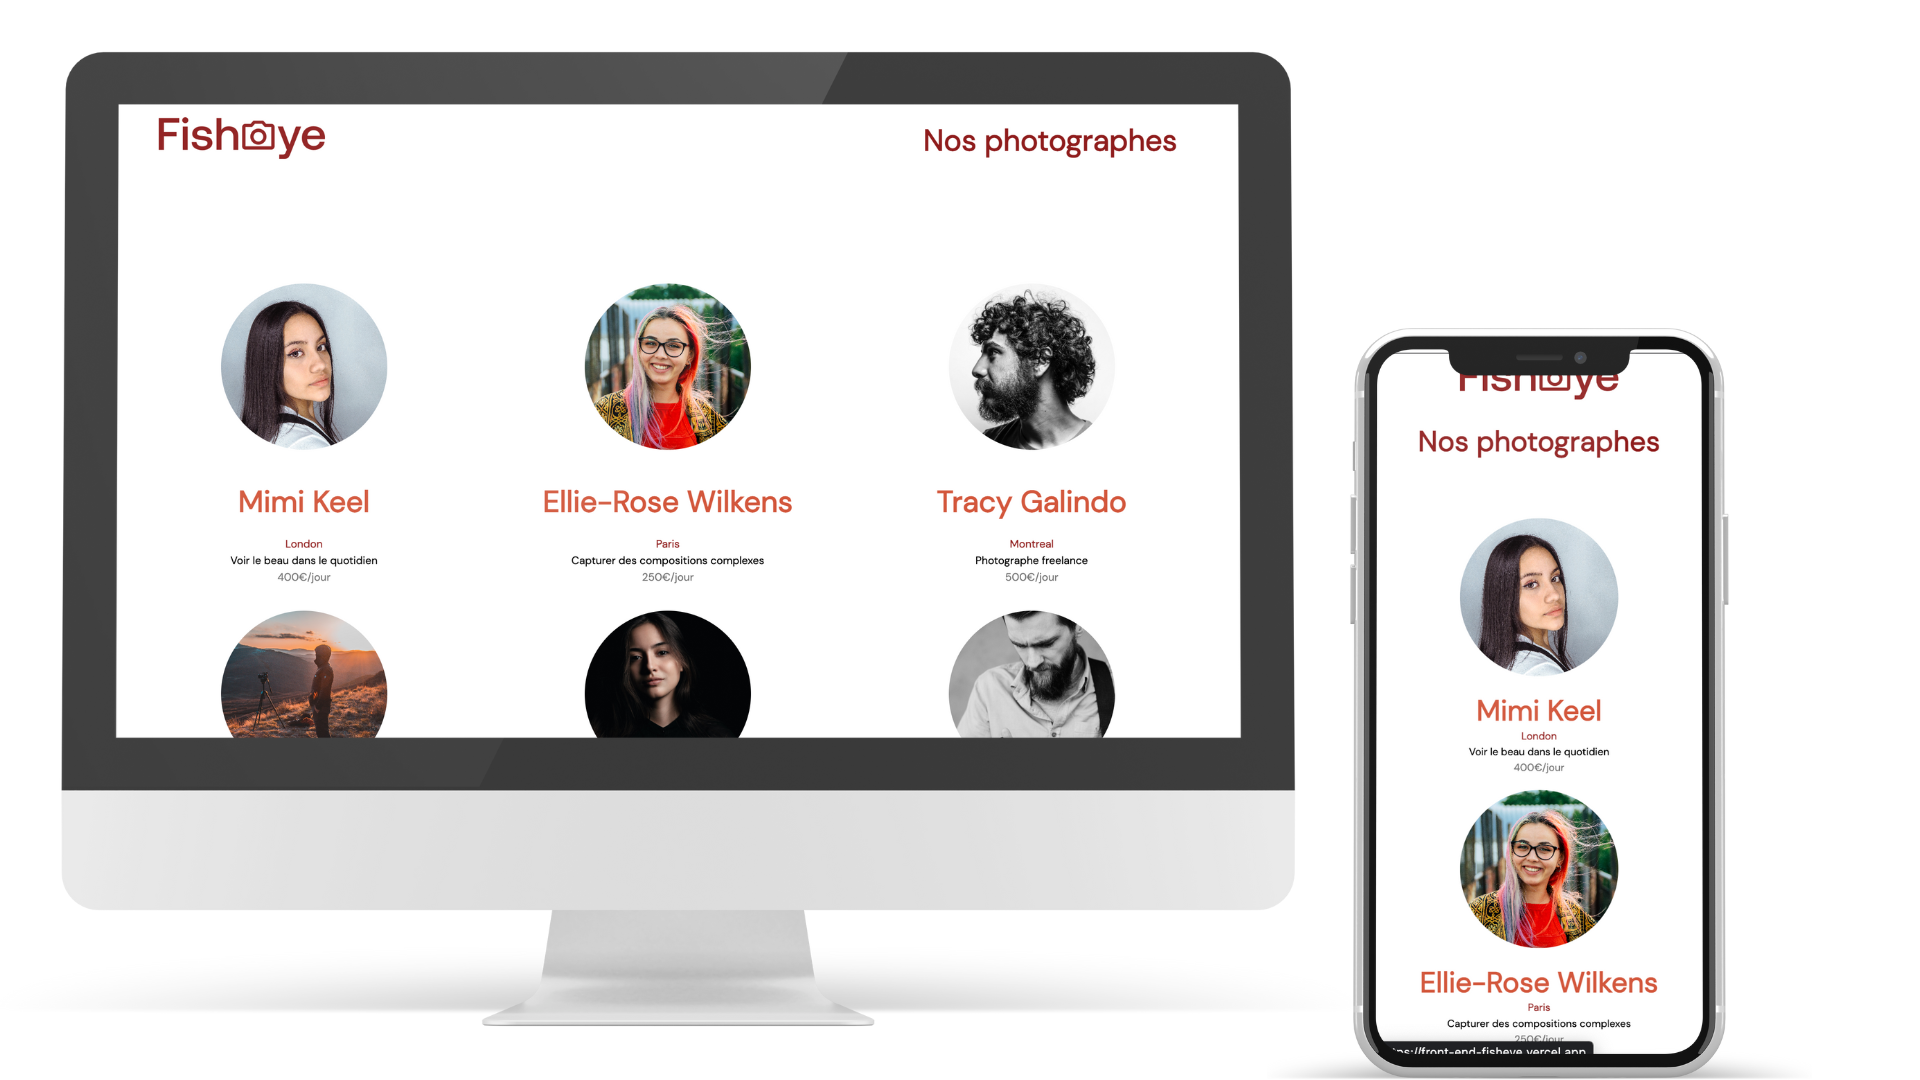 Fisheye
Nos photographes
Mimi Keel
London
Voir le beau dans le quotidien
400€/jour
Ellie-Rose Wilkens
Paris
Capturer des compositions complexes
250€/jour
Tracy Galindo
Montreal
Photographe freelance
500€/jour
Fisheye
Nos photographes
Mimi Keel
London
Voir le beau dans le quotidien
400€/jour
Ellie-Rose Wilkens
Paris
Capturer des compositions complexes
250€/jour
ps://front-end-fisheye.vercel.app